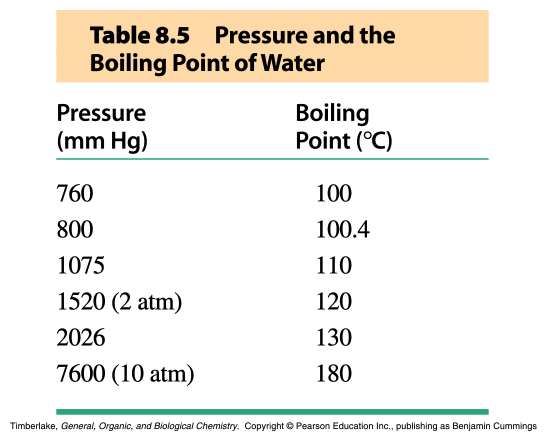 Table 8.5 Pressure and the
Boiling Point of Water
Pressure Boiling
(mm Hg) Point (°C)
760 100
800 100.4
1075 110
1520 (2 atm) 120
2026 130
7600 (10 atm) 180
Timberlake, General, Organic, and Biological Chemistry. Copyright © Pearson Education Inc., publishing as Benjamin Cummings